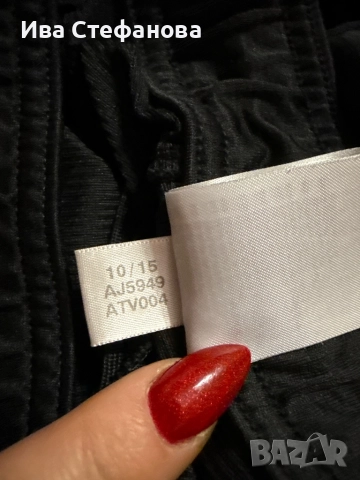 Ива Стефанова
10/15
AJ5949
ATV004
BAZAR